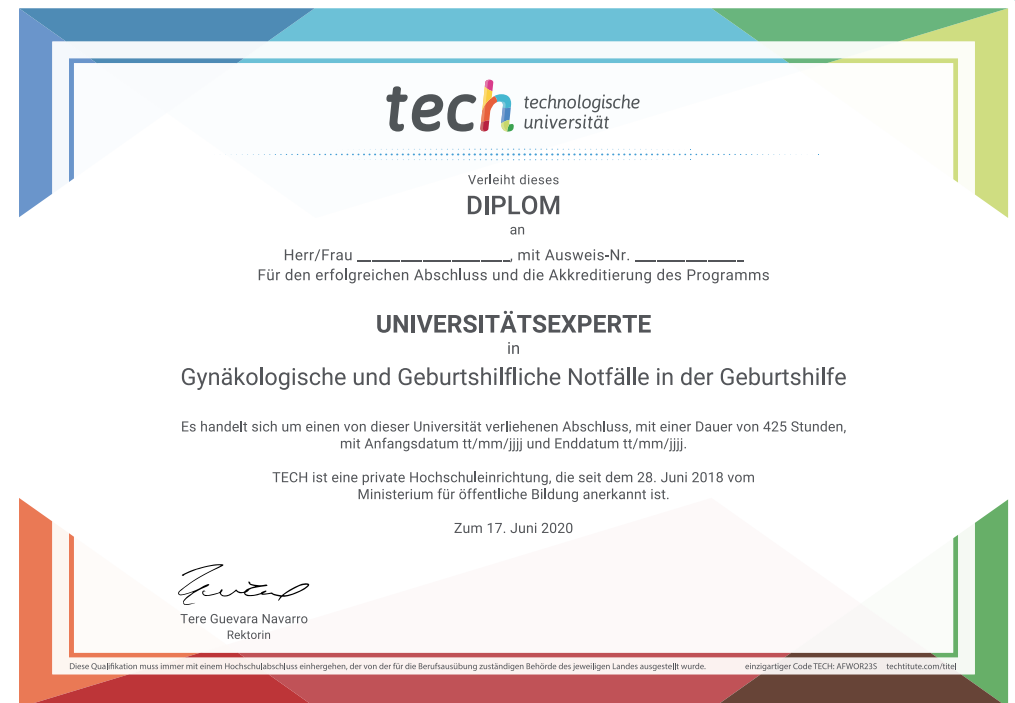 tech technologische
universität
Verleiht dieses
DIPLOM
an
Herr/Frau ____________________, mit Ausweis-Nr. ______________
Für den erfolgreichen Abschluss und die Akkreditierung des Programms
UNIVERSITÄTSEXPERTE
in
Gynäkologische und Geburtshilfliche Notfälle in der Geburtshilfe
Es handelt sich um einen von dieser Universität verliehenen Abschluss, mit einer Dauer von 425 Stunden,
mit Anfangsdatum tt/mm/jjjj und Enddatum tt/mm/jjjj.
TECH ist eine private Hochschuleinrichtung, die seit dem 28. Juni 2018 vom
Ministerium für öffentliche Bildung anerkannt ist.
Zum 17. Juni 2020
Tere Guevara Navarro
Rektorin
Diese Qualifikation muss immer mit einem Hochschulabschluss einhergehen, der von der für die Berufsausübung zuständigen Behörde des jeweiligen Landes ausgestellt wurde. einzigartiger Code TECH: AFWOR23S techtitute.com/titel